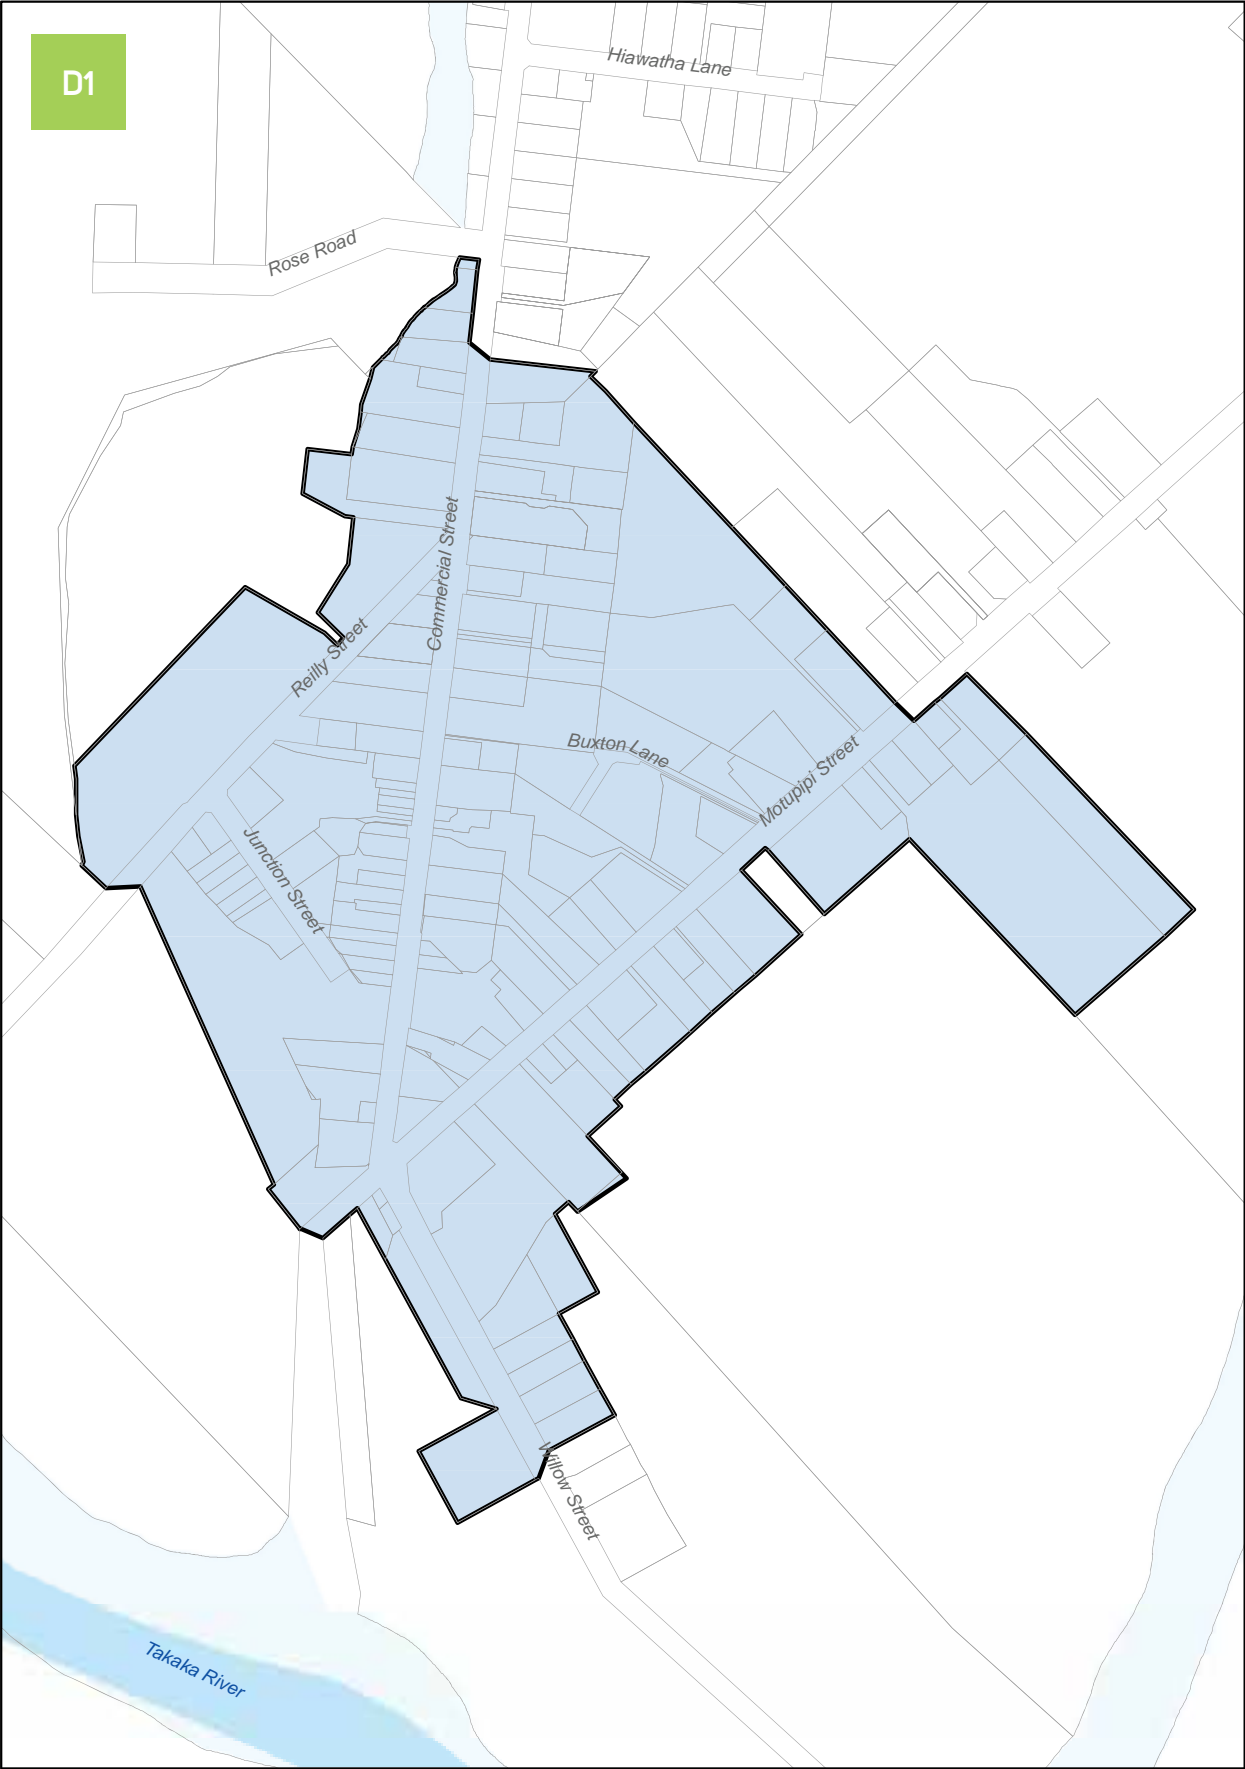 D1
Hiawatha Lane
Rose Road
Commercial Street
Reilly Street
Buxton Lane
Motupipi Street
Junction Street
Willow Street
Takaka River